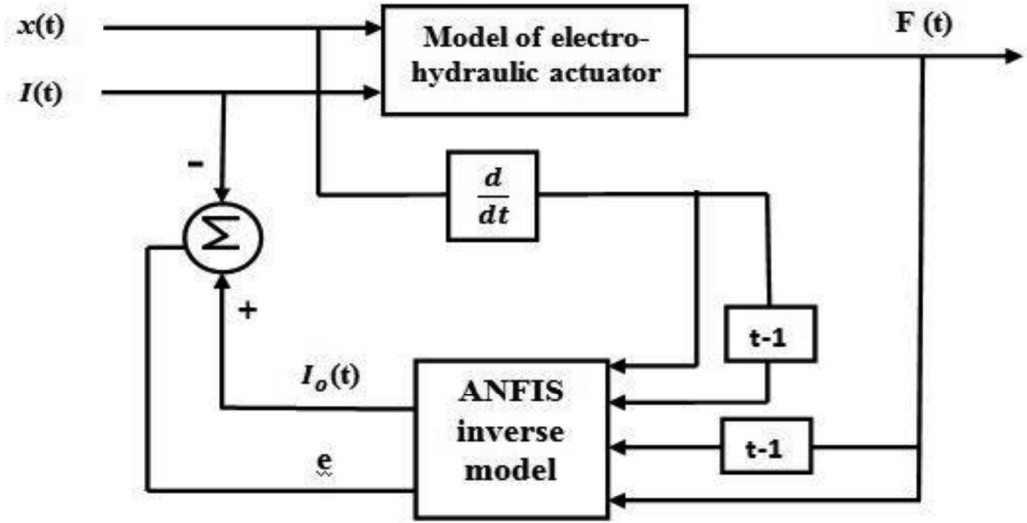 x(t)
Model of electro-
hydraulic actuator
F (t)
I(t)
-
d
dt
Σ
+
t-1
I_o(t)
ANFIS
inverse
model
t-1
e